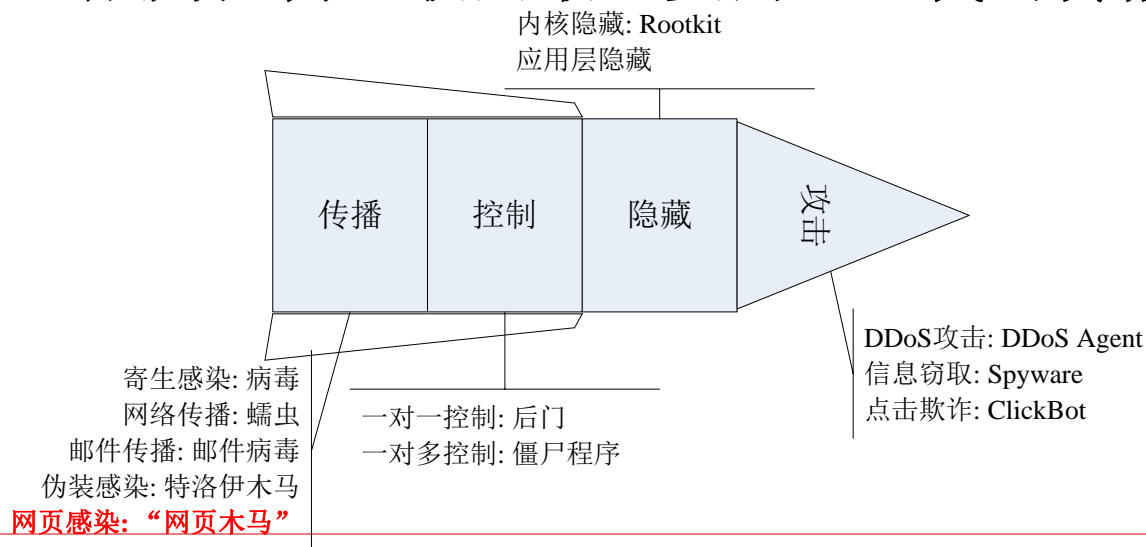 内核隐藏: Rootkit
应用层隐藏
传播
控制
隐藏
攻击
DDoS攻击: DDoS Agent
信息窃取: Spyware
点击欺诈: ClickBot
寄生感染: 病毒
网络传播: 蠕虫
邮件传播: 邮件病毒
伪装感染: 特洛伊木马
网页感染: “网页木马”
一对一控制: 后门
一对多控制: 僵尸程序